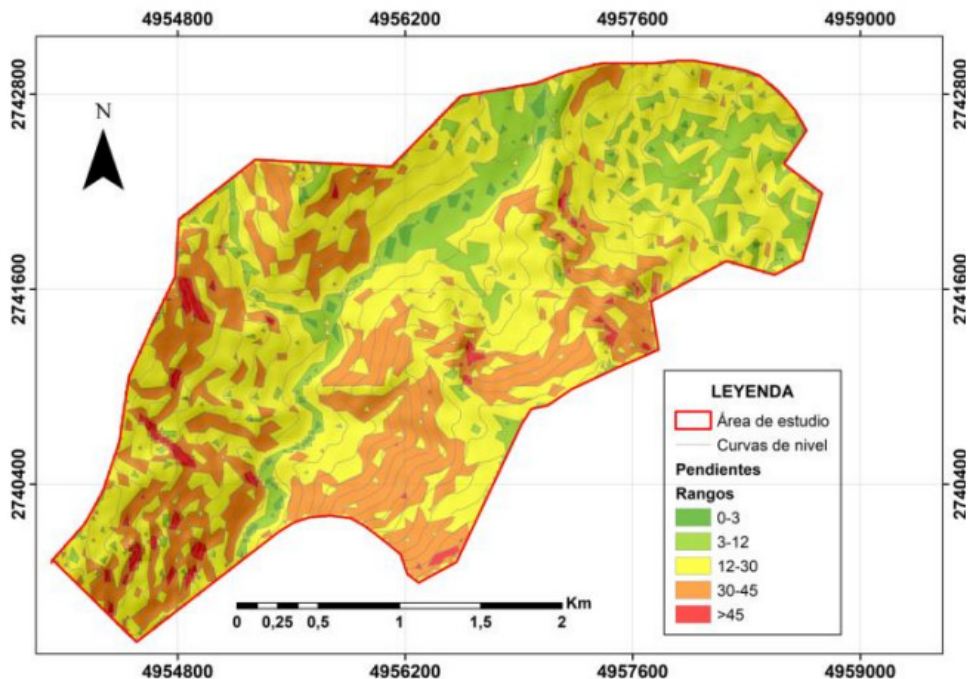 4954800 4956200 4957600 4959000
2742800 2742800
N
2741600 2741600
2740400 2740400
LEYENDA
Área de estudio
Curvas de nivel
Pendientes
Rangos
0-3
3-12
12-30
30-45
>45
Km
0 0,25 0,5 1 1,5 2
4954800 4956200 4957600 4959000